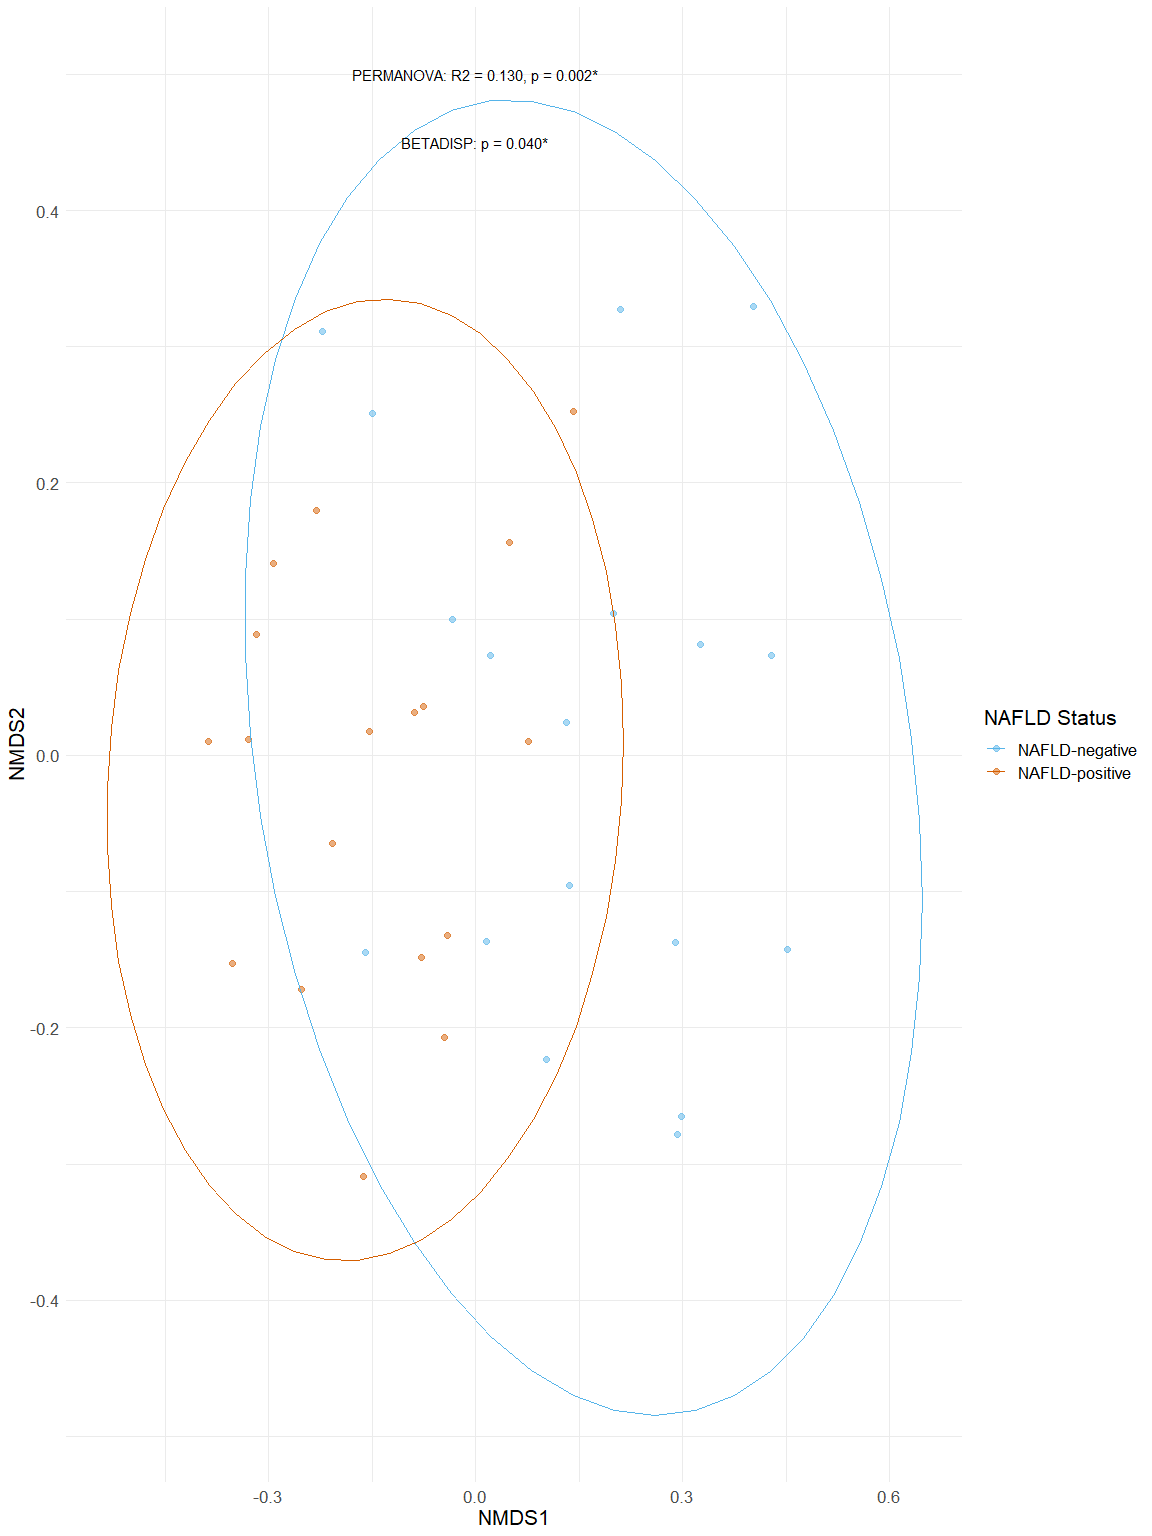 PERMANOVA: R2 = 0.130, p = 0.002*
BETADISP: p = 0.040*
0.4
0.2
0.0
-0.2
-0.4
NMDS2
-0.3
0.0
0.3
0.6
NMDS1
NAFLD Status
NAFLD-negative
NAFLD-positive